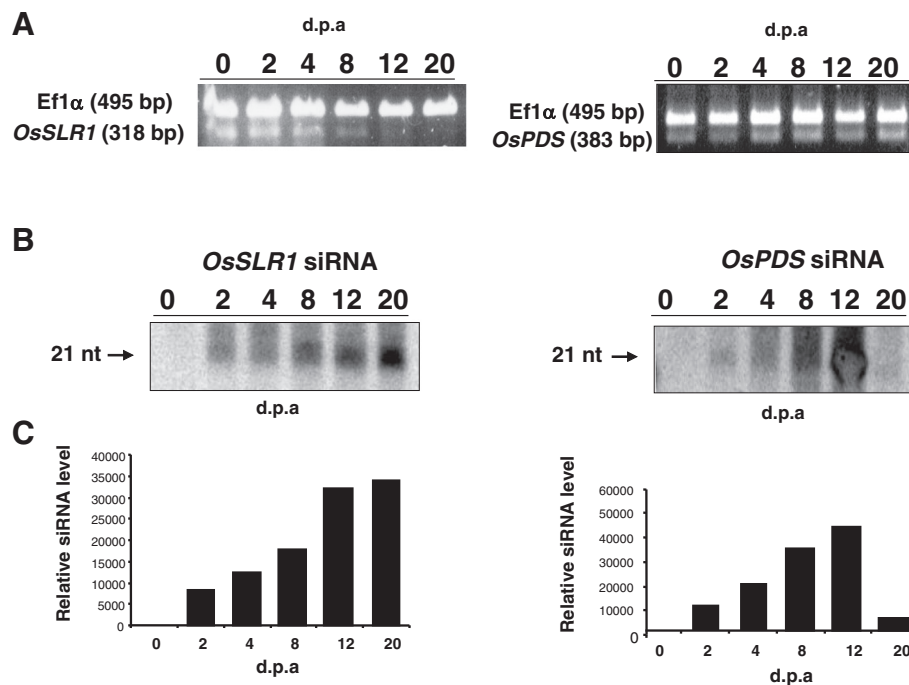 A
d.p.a
0 2 4 8 12 20
Ef1α (495 bp)
OsSLR1 (318 bp)
d.p.a
0 2 4 8 12 20
Ef1α (495 bp)
OsPDS (383 bp)
B
OsSLR1 siRNA
0 2 4 8 12 20
21 nt
d.p.a
OsPDS siRNA
0 2 4 8 12 20
21 nt
d.p.a
C
Relative siRNA level
40000
35000
30000
25000
20000
15000
10000
5000
0
0 2 4 8 12 20
d.p.a
Relative siRNA level
60000
50000
40000
30000
20000
10000
0
0 2 4 8 12 20
d.p.a